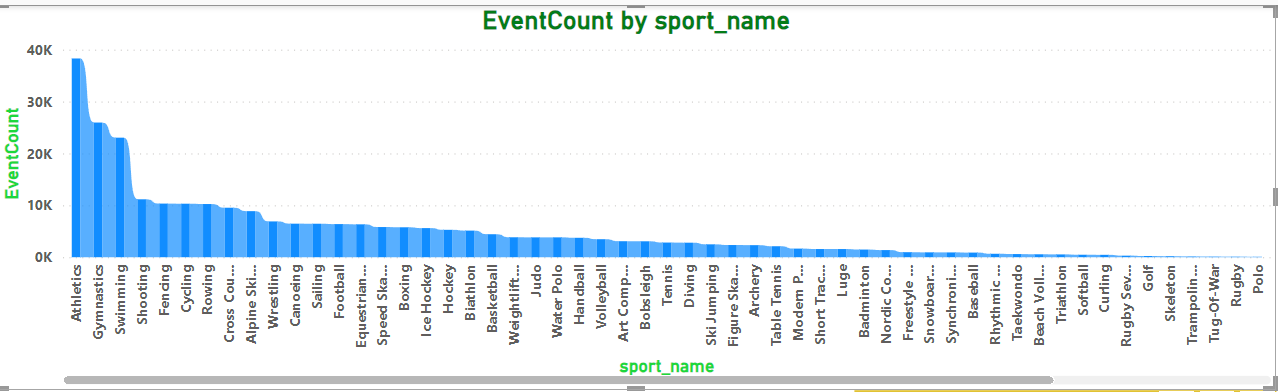 EventCount by sport_name
40K
30K
20K
10K
0K
EventCount
Athletics
Gymnastics
Swimming
Shooting
Fencing
Cycling
Rowing
Cross Cou...
Alpine Ski...
Wrestling
Canoeing
Sailing
Football
Equestrian...
Speed Ska...
Boxing
Ice Hockey
Hockey
Biathlon
Basketball
Weightlift...
Judo
Water Polo
Handball
Volleyball
Art Comp...
Bobsleigh
Tennis
Diving
Ski Jumping
Figure Ska...
Archery
Table Tennis
Modern P...
Short Trac...
Luge
Badminton
Nordic Co...
Freestyle ...
Snowboar...
Synchroni...
Baseball
Rhythmic ...
Taekwondo
Beach Voll...
Triathlon
Softball
Curling
Rugby Sev...
Golf
Skeleton
Trampolin...
Tug-Of-War
Rugby
Polo
sport_name